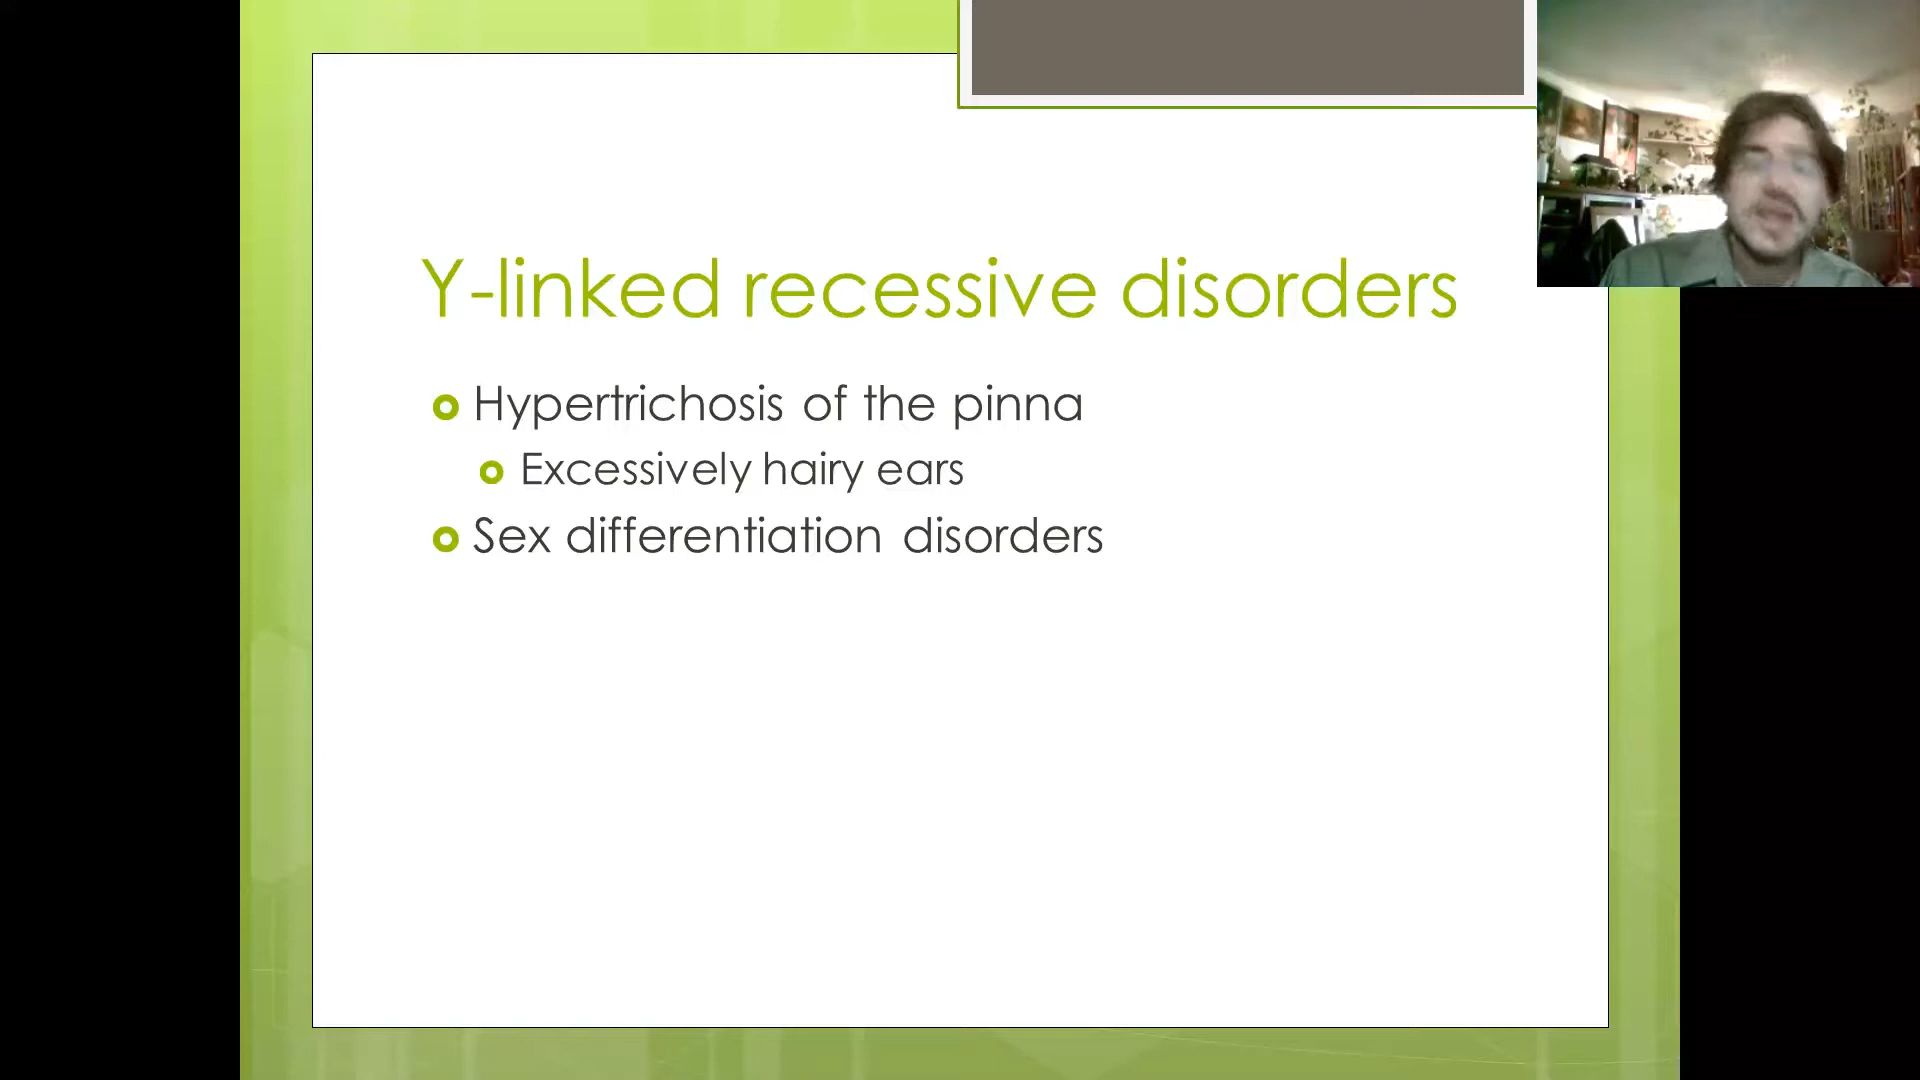 Y-linked recessive disorders
Hypertrichosis of the pinna
Excessively hairy ears
Sex differentiation disorders